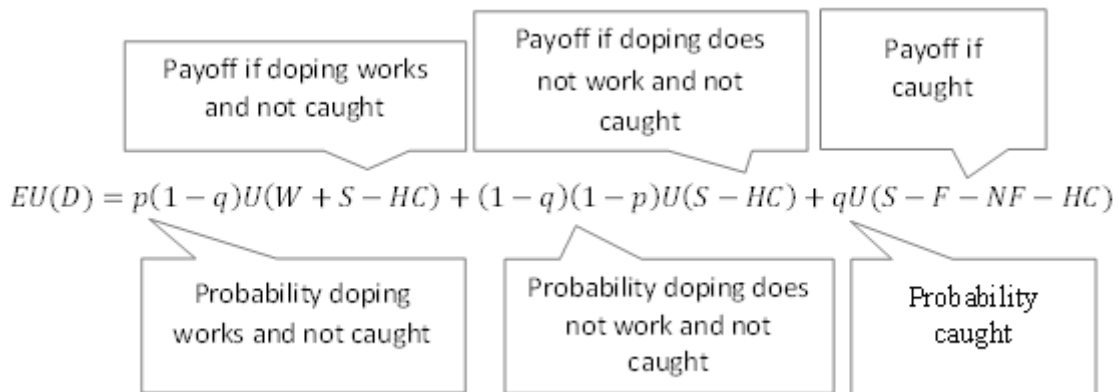 Payoff if doping works
and not caught
Payoff if doping does
not work and not
caught
Payoff if
caught
EU(D) = p(1 − q)U(W + S − HC) + (1 − q)(1 − p)U(S − HC) + qU(S − F − NF − HC)
Probability doping
works and not caught
Probability doping does
not work and not
caught
Probability
caught